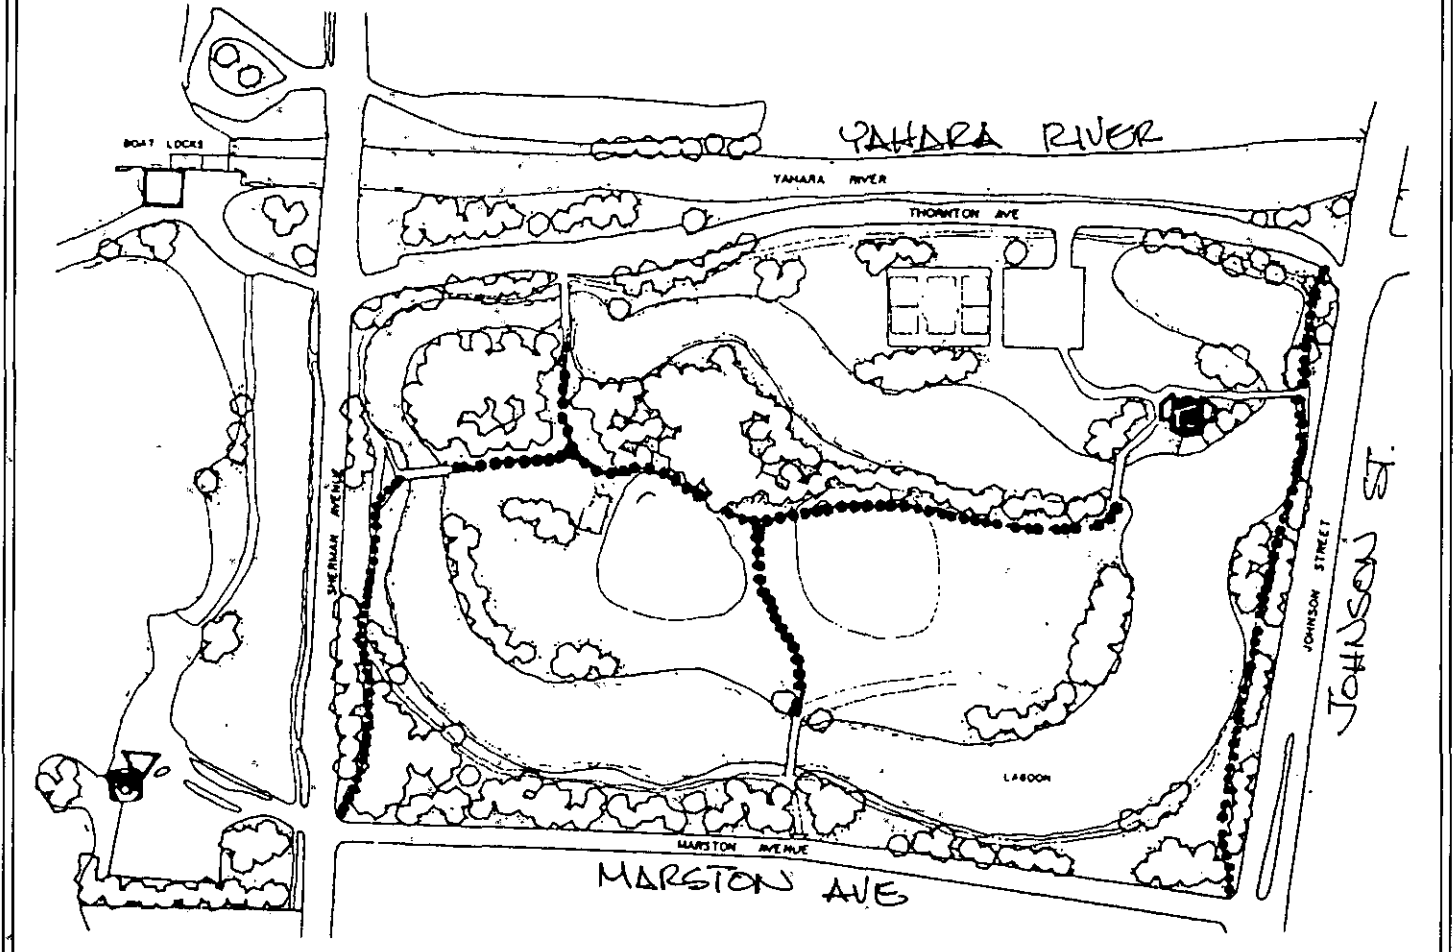 YAHARA RIVER
BOAT LOCKS
YAHARA RIVER
THORNTON AVE
SHERMAN AVENUE
JOHNSON STREET
JOHNSON ST.
LAGOON
MARSTON AVENUE
MARSTON AVE